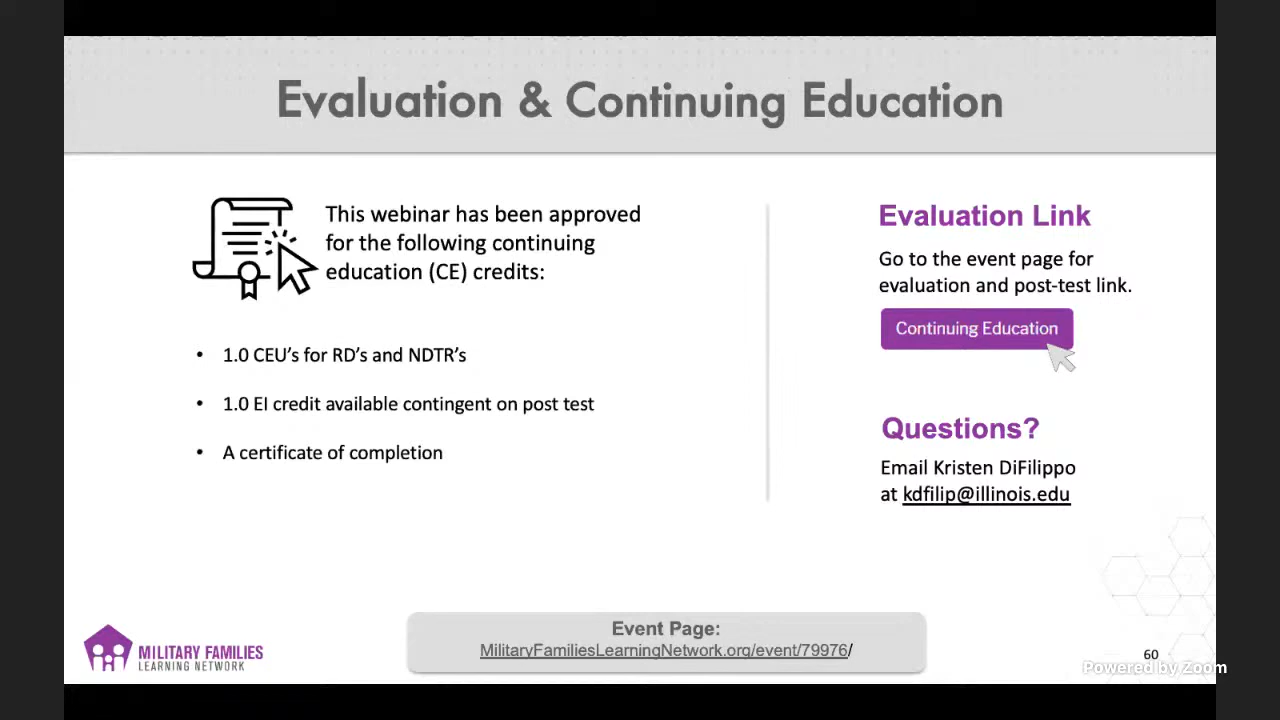 Evaluation & Continuing Education
This webinar has been approved
for the following continuing
education (CE) credits:
• 1.0 CEU's for RD's and NDTR's
• 1.0 EI credit available contingent on post test
• A certificate of completion
Evaluation Link
Go to the event page for
evaluation and post-test link.
Continuing Education
Questions?
Email Kristen DiFilippo
at kdfilip@illinois.edu
Event Page:
MilitaryFamiliesLearningNetwork.org/event/79976/
MILITARY FAMILIES
LEARNING NETWORK
60
Powered by Zoom